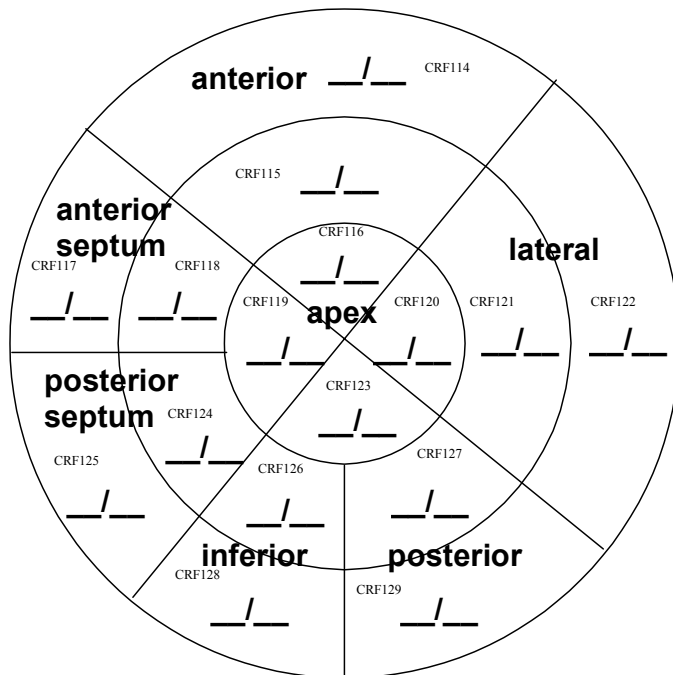 anterior __/__ CRF114
CRF115
__/__
anterior
septum
CRF116
__/__
lateral
CRF117
__/__
CRF118
__/__
CRF119
__/__
apex
CRF120
__/__
CRF121
__/__
CRF122
__/__
posterior
septum
CRF123
__/__
CRF124
__/__
CRF125
__/__
CRF126
__/__
CRF127
__/__
inferior
posterior
CRF128
__/__
CRF129
__/__